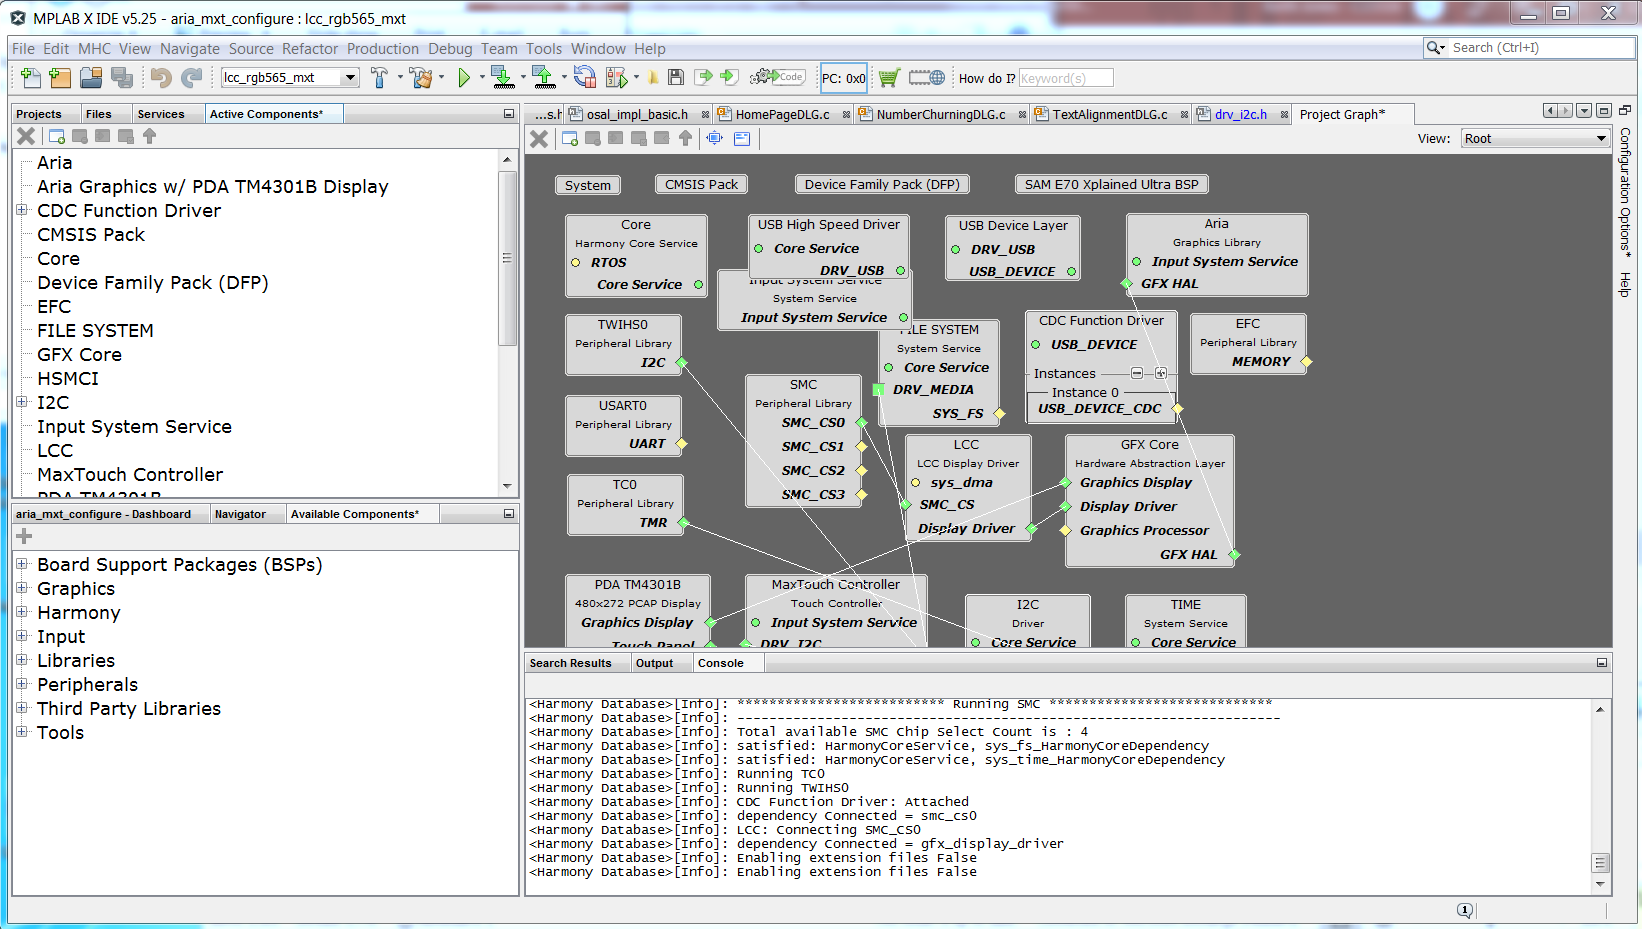 MPLAB X IDE v5.25 - aria_mxt_configure : lcc_rgb565_mxt
File Edit MHC View Navigate Source Refactor Production Debug Team Tools Window Help
Search (Ctrl+I)
lcc_rgb565_mxt
Code
PC: 0x0
How do I?
Keyword(s)
Projects
Files
Services
Active Components*
...s.h
osal_impl_basic.h
HomePageDLG.c
NumberChurningDLG.c
TextAlignmentDLG.c
drv_i2c.h
Project Graph*
View:
Root
Configuration Options*
Help
Aria
Aria Graphics w/ PDA TM4301B Display
CDC Function Driver
CMSIS Pack
Core
Device Family Pack (DFP)
EFC
FILE SYSTEM
GFX Core
HSMCI
I2C
Input System Service
LCC
MaxTouch Controller
PDA TM4301B
aria_mxt_configure - Dashboard
Navigator
Available Components*
Board Support Packages (BSPs)
Graphics
Harmony
Input
Libraries
Peripherals
Third Party Libraries
Tools
System
CMSIS Pack
Device Family Pack (DFP)
SAM E70 Xplained Ultra BSP
Core
Harmony Core Service
RTOS
Core Service
USB High Speed Driver
Core Service
DRV_USB
Input System Service
System Service
Input System Service
USB Device Layer
DRV_USB
USB_DEVICE
Aria
Graphics Library
Input System Service
GFX HAL
TWIHS0
Peripheral Library
I2C
FILE SYSTEM
System Service
Core Service
DRV_MEDIA
SYS_FS
CDC Function Driver
USB_DEVICE
Instances
Instance 0
USB_DEVICE_CDC
EFC
Peripheral Library
MEMORY
USART0
Peripheral Library
UART
SMC
Peripheral Library
SMC_CS0
SMC_CS1
SMC_CS2
SMC_CS3
LCC
LCC Display Driver
sys_dma
SMC_CS
Display Driver
GFX Core
Hardware Abstraction Layer
Graphics Display
Display Driver
Graphics Processor
GFX HAL
TC0
Peripheral Library
TMR
PDA TM4301B
480x272 PCAP Display
Graphics Display
Touch Panel
MaxTouch Controller
Touch Controller
Input System Service
DRV_I2C
I2C
Driver
Core Service
TIME
System Service
Core Service
Search Results
Output
Console
<Harmony Database>[Info]: ************************** Running SMC ****************************
<Harmony Database>[Info]: --------------------------------------------------------------------
<Harmony Database>[Info]: Total available SMC Chip Select Count is : 4
<Harmony Database>[Info]: satisfied: HarmonyCoreService, sys_fs_HarmonyCoreDependency
<Harmony Database>[Info]: satisfied: HarmonyCoreService, sys_time_HarmonyCoreDependency
<Harmony Database>[Info]: Running TC0
<Harmony Database>[Info]: Running TWIHS0
<Harmony Database>[Info]: CDC Function Driver: Attached
<Harmony Database>[Info]: dependency Connected = smc_cs0
<Harmony Database>[Info]: LCC: Connecting SMC_CS0
<Harmony Database>[Info]: dependency Connected = gfx_display_driver
<Harmony Database>[Info]: Enabling extension files False
<Harmony Database>[Info]: Enabling extension files False
1